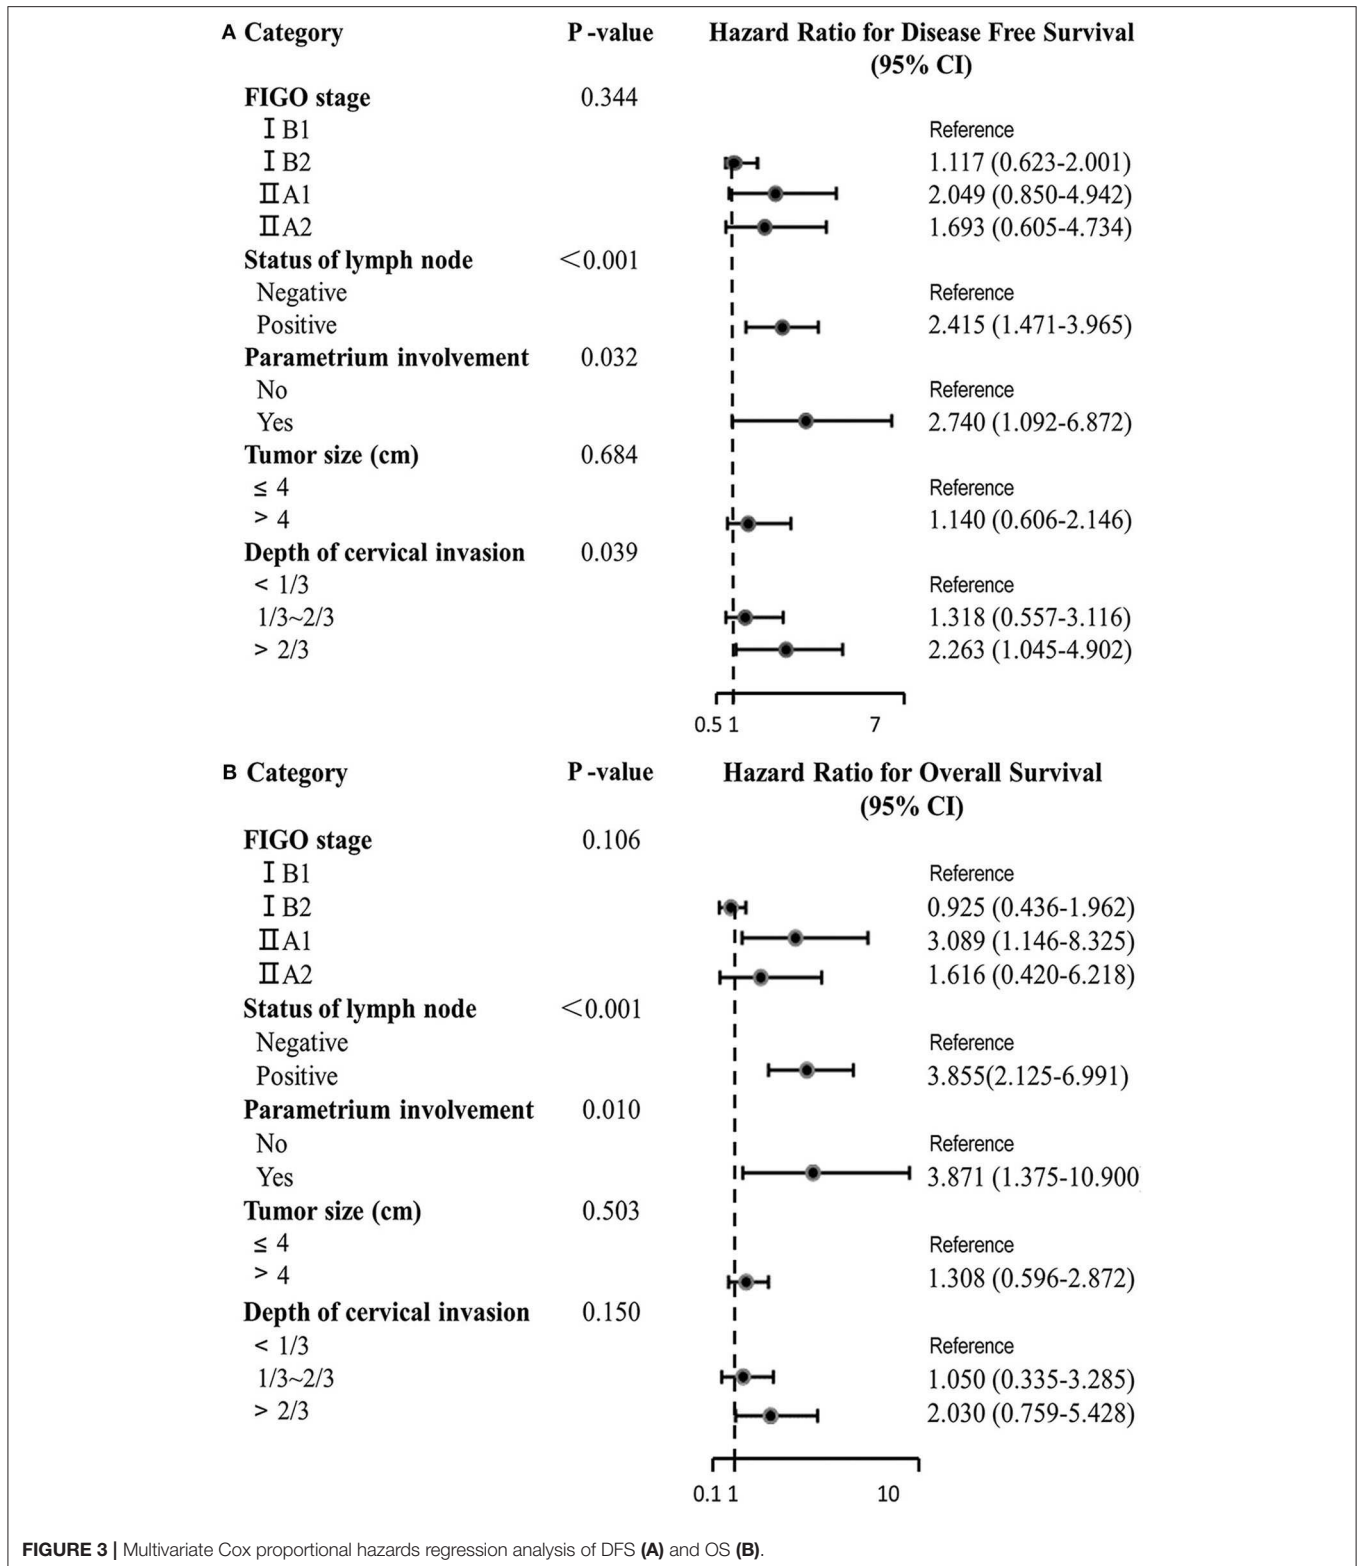 A Category P -value Hazard Ratio for Disease Free Survival
(95% CI)
FIGO stage 0.344
Ⅰ B1 Reference
Ⅰ B2 1.117 (0.623-2.001)
Ⅱ A1 2.049 (0.850-4.942)
Ⅱ A2 1.693 (0.605-4.734)
Status of lymph node <0.001
Negative Reference
Positive 2.415 (1.471-3.965)
Parametrium involvement 0.032
No Reference
Yes 2.740 (1.092-6.872)
Tumor size (cm) 0.684
≤ 4 Reference
> 4 1.140 (0.606-2.146)
Depth of cervical invasion 0.039
< 1/3 Reference
1/3~2/3 1.318 (0.557-3.116)
> 2/3 2.263 (1.045-4.902)
0.5 1 7
B Category P -value Hazard Ratio for Overall Survival
(95% CI)
FIGO stage 0.106
Ⅰ B1 Reference
Ⅰ B2 0.925 (0.436-1.962)
Ⅱ A1 3.089 (1.146-8.325)
Ⅱ A2 1.616 (0.420-6.218)
Status of lymph node <0.001
Negative Reference
Positive 3.855(2.125-6.991)
Parametrium involvement 0.010
No Reference
Yes 3.871 (1.375-10.900
Tumor size (cm) 0.503
≤ 4 Reference
> 4 1.308 (0.596-2.872)
Depth of cervical invasion 0.150
< 1/3 Reference
1/3~2/3 1.050 (0.335-3.285)
> 2/3 2.030 (0.759-5.428)
0.1 1 10
FIGURE 3 | Multivariate Cox proportional hazards regression analysis of DFS (A) and OS (B).